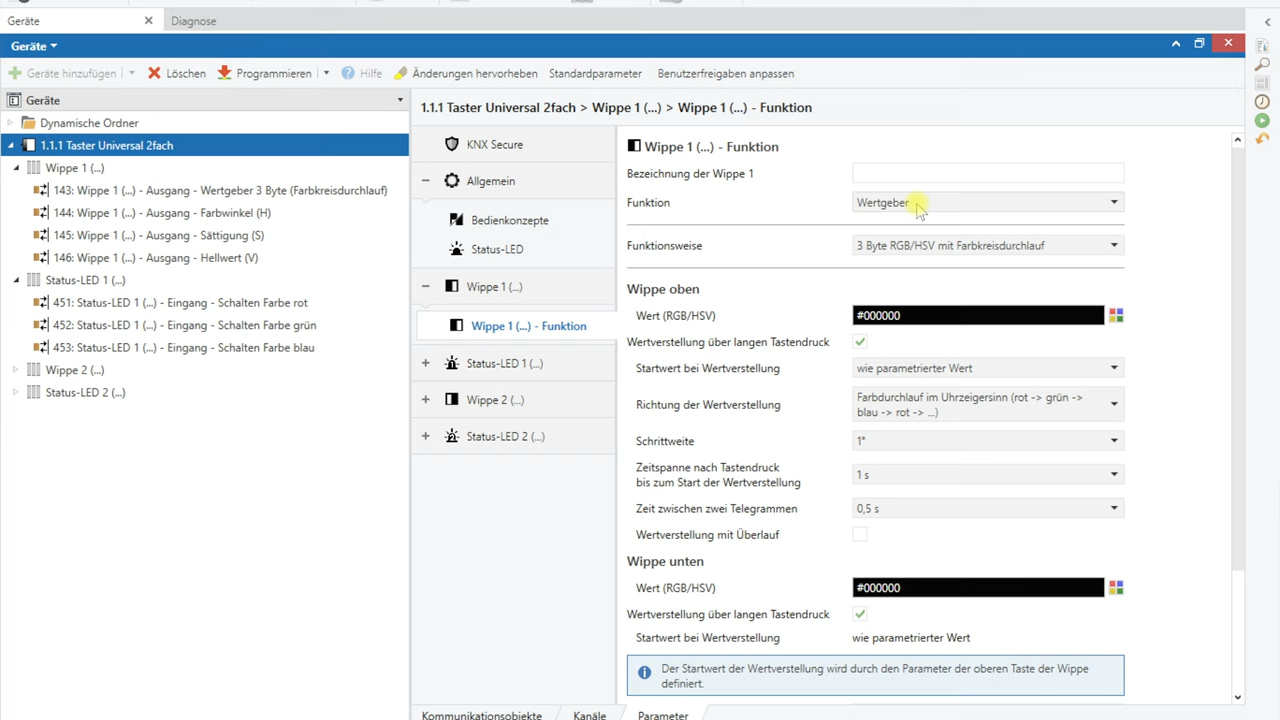 Geräte
Diagnose
Geräte
Geräte hinzufügen
Löschen
Programmieren
Hilfe
Änderungen hervorheben
Standardparameter
Benutzerfreigaben anpassen
Geräte
Dynamische Ordner
1.1.1 Taster Universal 2fach
Wippe 1 (...)
143: Wippe 1 (...) - Ausgang - Wertgeber 3 Byte (Farbkreisdurchlauf)
144: Wippe 1 (...) - Ausgang - Farbwinkel (H)
145: Wippe 1 (...) - Ausgang - Sättigung (S)
146: Wippe 1 (...) - Ausgang - Hellwert (V)
Status-LED 1 (...)
451: Status-LED 1 (...) - Eingang - Schalten Farbe rot
452: Status-LED 1 (...) - Eingang - Schalten Farbe grün
453: Status-LED 1 (...) - Eingang - Schalten Farbe blau
Wippe 2 (...)
Status-LED 2 (...)
1.1.1 Taster Universal 2fach > Wippe 1 (...) > Wippe 1 (...) - Funktion
KNX Secure
Allgemein
Bedienkonzepte
Status-LED
Wippe 1 (...)
Wippe 1 (...) - Funktion
Status-LED 1 (...)
Wippe 2 (...)
Status-LED 2 (...)
Wippe 1 (...) - Funktion
Bezeichnung der Wippe 1
Funktion
Wertgeber
Funktionsweise
3 Byte RGB/HSV mit Farbkreisdurchlauf
Wippe oben
Wert (RGB/HSV)
#000000
Wertverstellung über langen Tastendruck
Startwert bei Wertverstellung
wie parametrierter Wert
Richtung der Wertverstellung
Farbdurchlauf im Uhrzeigersinn (rot -> grün ->
blau -> rot -> ...)
Schrittweite
1°
Zeitspanne nach Tastendruck
bis zum Start der Wertverstellung
1 s
Zeit zwischen zwei Telegrammen
0,5 s
Wertverstellung mit Überlauf
Wippe unten
Wert (RGB/HSV)
#000000
Wertverstellung über langen Tastendruck
Startwert bei Wertverstellung
wie parametrierter Wert
Der Startwert der Wertverstellung wird durch den Parameter der oberen Taste der Wippe
definiert.
Kommunikationsobjekte
Kanäle
Parameter